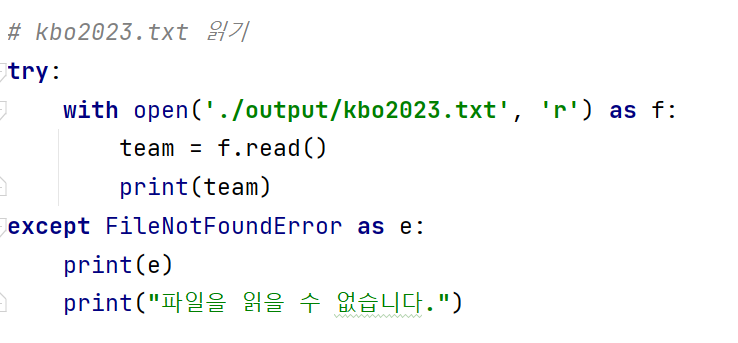 # kbo2023.txt 읽기
try:
    with open('./output/kbo2023.txt', 'r') as f:
        team = f.read()
        print(team)
except FileNotFoundError as e:
    print(e)
    print("파일을 읽을 수 없습니다.")